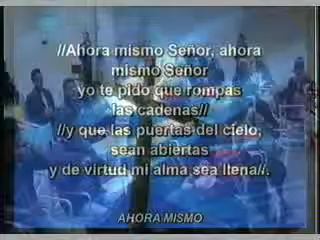 //Ahora mismo Señor, ahora
mismo Señor
yo te pido que rompas
las cadenas//
//y que las puertas del cielo,
sean abiertas
y de virtud mi alma sea llena//.
AHORA MISMO